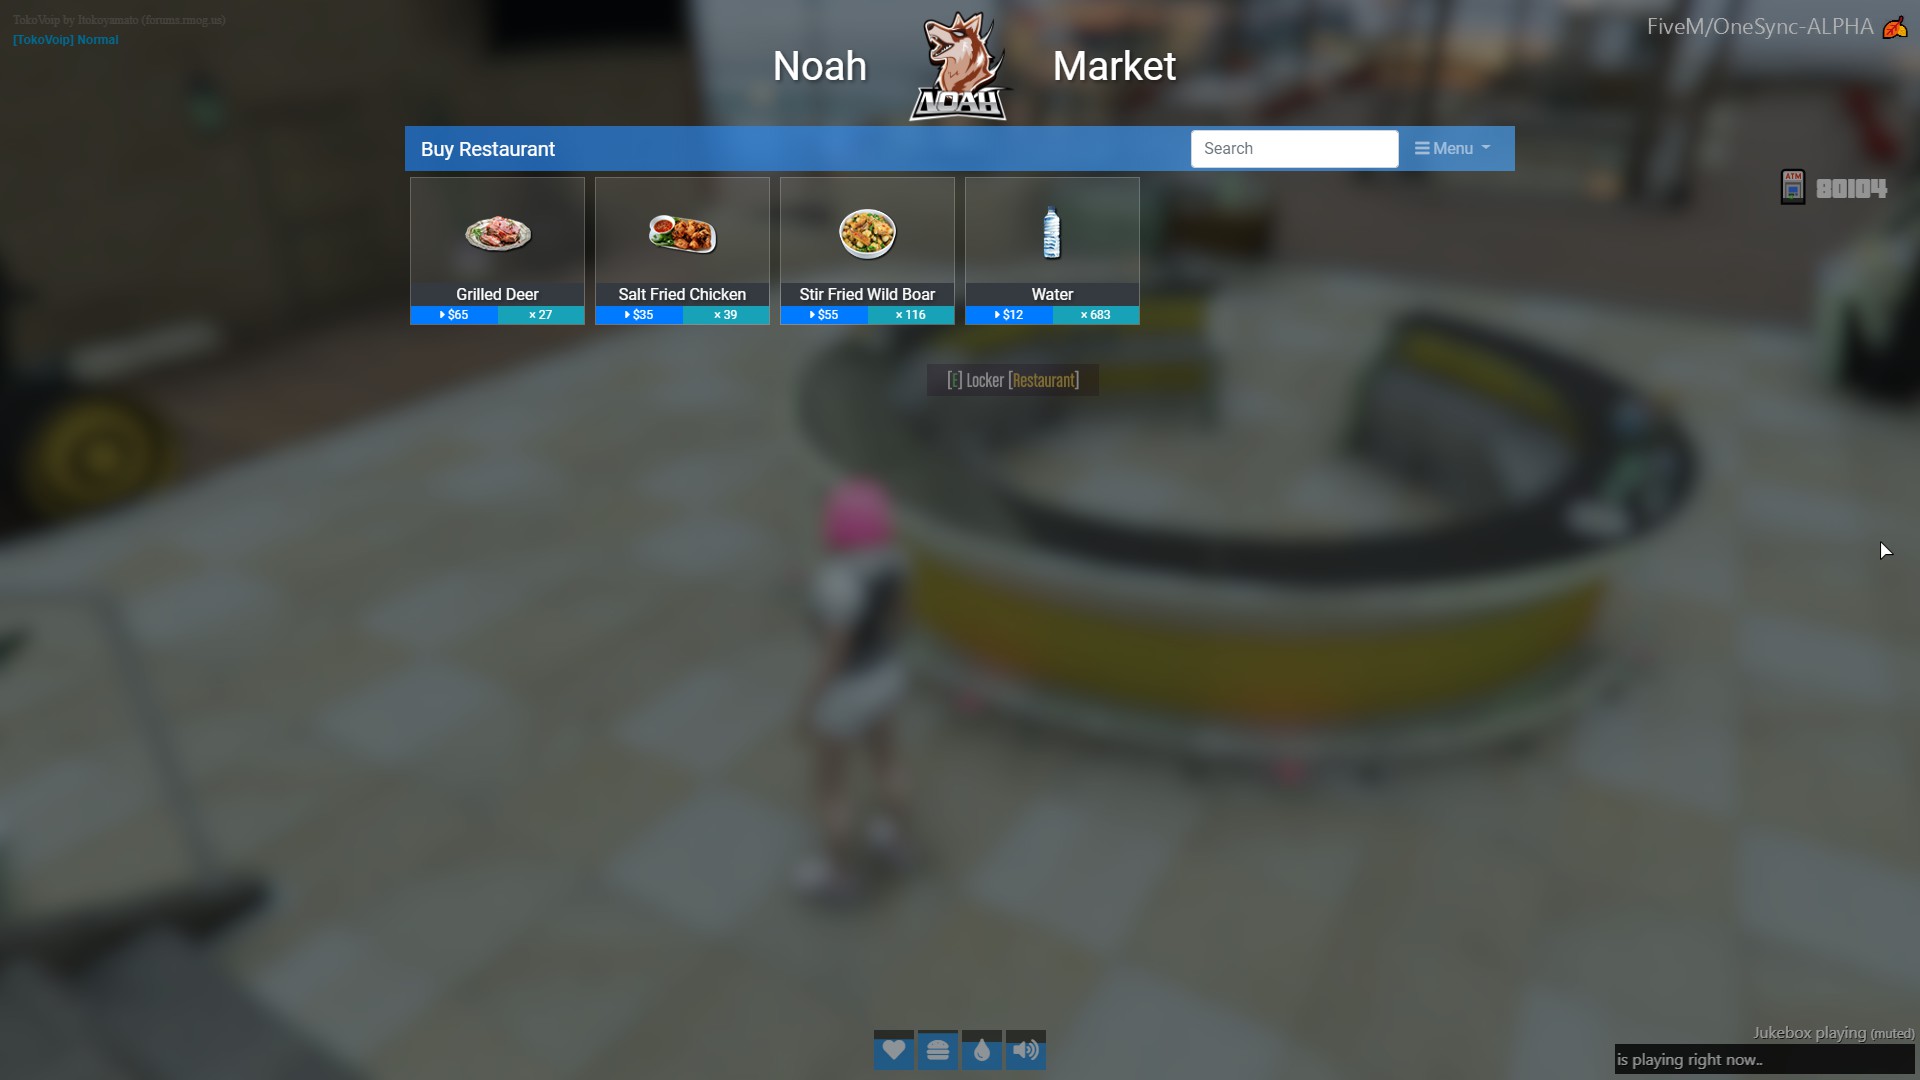 TokoVoip by Itokoyamato (forums.rmog.us)
[TokoVoip] Normal
FiveM/OneSync-ALPHA
Noah
NOAH
Market
Buy Restaurant
Search
Menu
ATM
80104
Grilled Deer
Salt Fried Chicken
Stir Fried Wild Boar
Water
$65 × 27
$35 × 39
$55 × 116
$12 × 683
[E] Locker [Restaurant]
Jukebox playing (muted)
is playing right now..